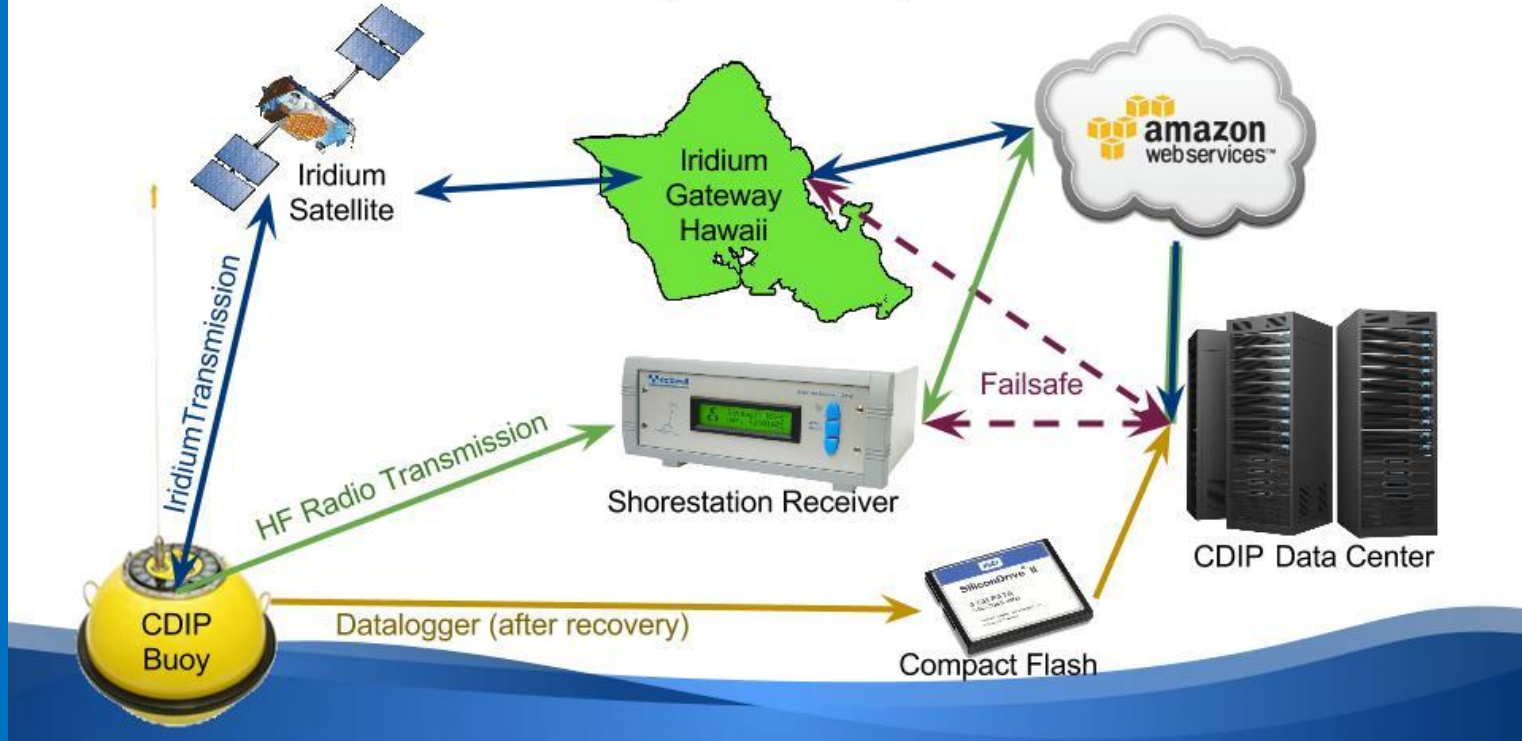 Iridium
Satellite
Iridium
Gateway
Hawaii
amazon
webservices™
IridiumTransmission
HF Radio Transmission
Failsafe
Shorestation Receiver
CDIP Data Center
SiliconDrive II
CDIP
Buoy
Datalogger (after recovery)
Compact Flash